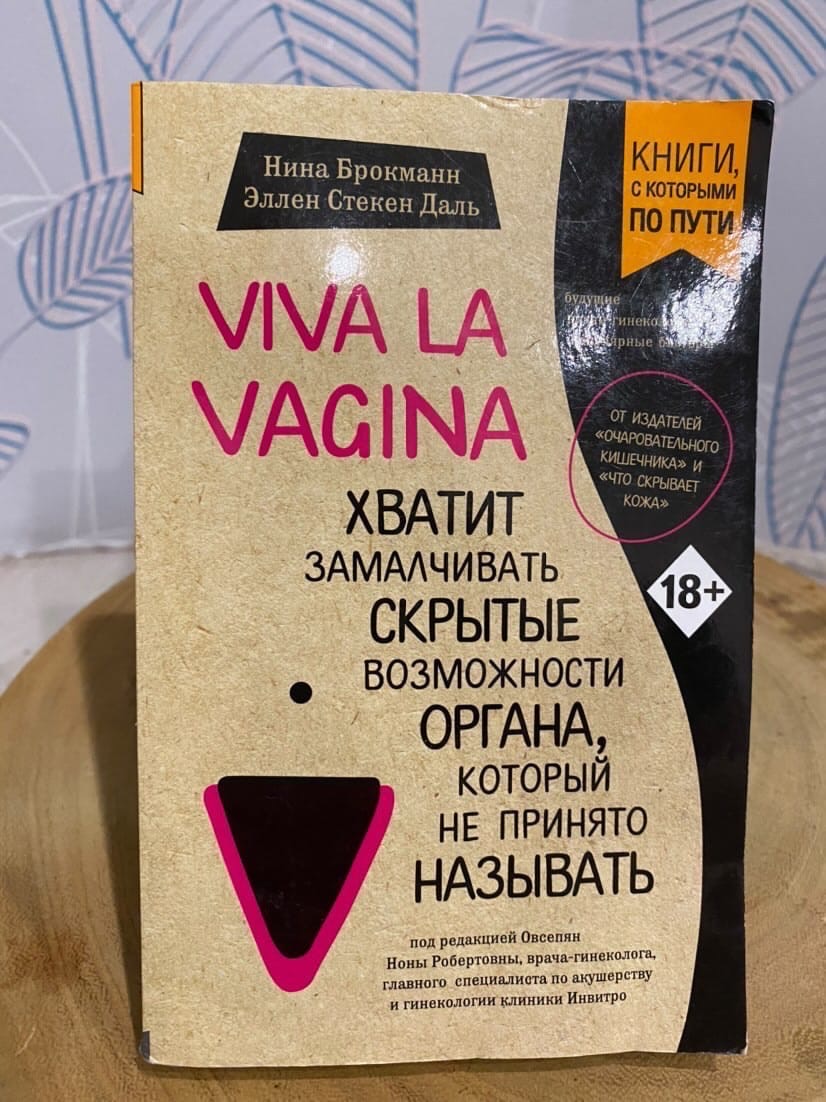 Нина Брокманн
Эллен Стекен Даль
КНИГИ,
С КОТОРЫМИ
ПО ПУТИ
VIVA LA
VAGINA
будущие
ОТ ИЗДАТЕЛЕЙ
«ОЧАРОВАТЕЛЬНОГО
КИШЕЧНИКА» И
«ЧТО СКРЫВАЕТ
КОЖА»
18+
ХВАТИТ
ЗАМАЛЧИВАТЬ
СКРЫТЫЕ
ВОЗМОЖНОСТИ
ОРГАНА,
КОТОРЫЙ
НЕ ПРИНЯТО
НАЗЫВАТЬ
под редакцией Овсепян
Ноны Робертовны, врача-гинеколога,
главного специалиста по акушерству
и гинекологии клиники Инвитро